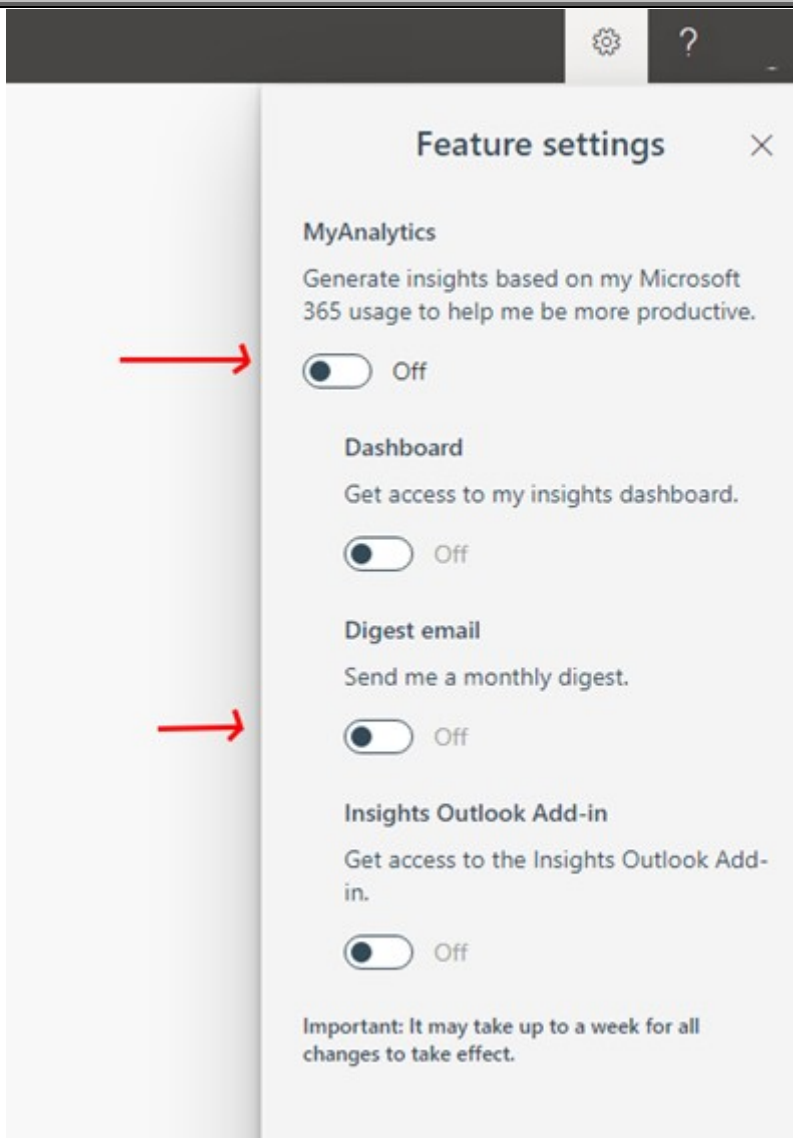 ?
Feature settings
MyAnalytics
Generate insights based on my Microsoft
365 usage to help me be more productive.
Off
Dashboard
Get access to my insights dashboard.
Off
Digest email
Send me a monthly digest.
Off
Insights Outlook Add-in
Get access to the Insights Outlook Add-
in.
Off
Important: It may take up to a week for all
changes to take effect.